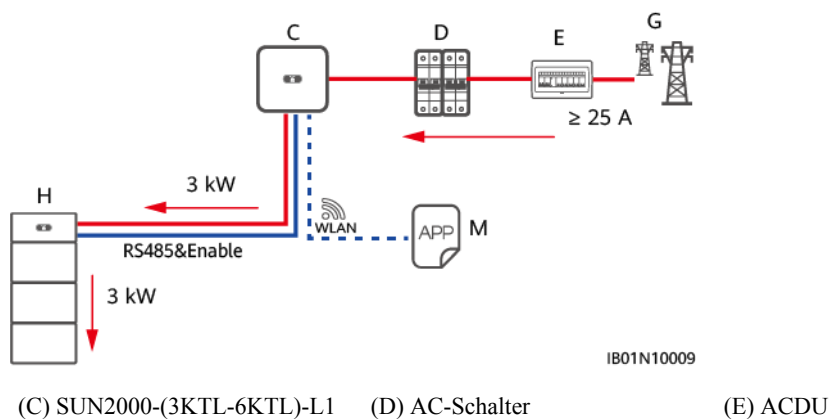 C
D
E
G
≥ 25 A
3 kW
H
WLAN
APP
M
RS485&Enable
3 kW
IB01N10009
(C) SUN2000-(3KTL-6KTL)-L1 (D) AC-Schalter (E) ACDU